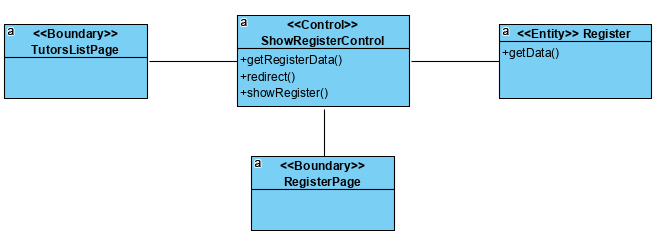 a
<<Boundary>>
TutorsListPage
a
<<Control>>
ShowRegisterControl
+getRegisterData()
+redirect()
+showRegister()
a
<<Entity>> Register
+getData()
a
<<Boundary>>
RegisterPage